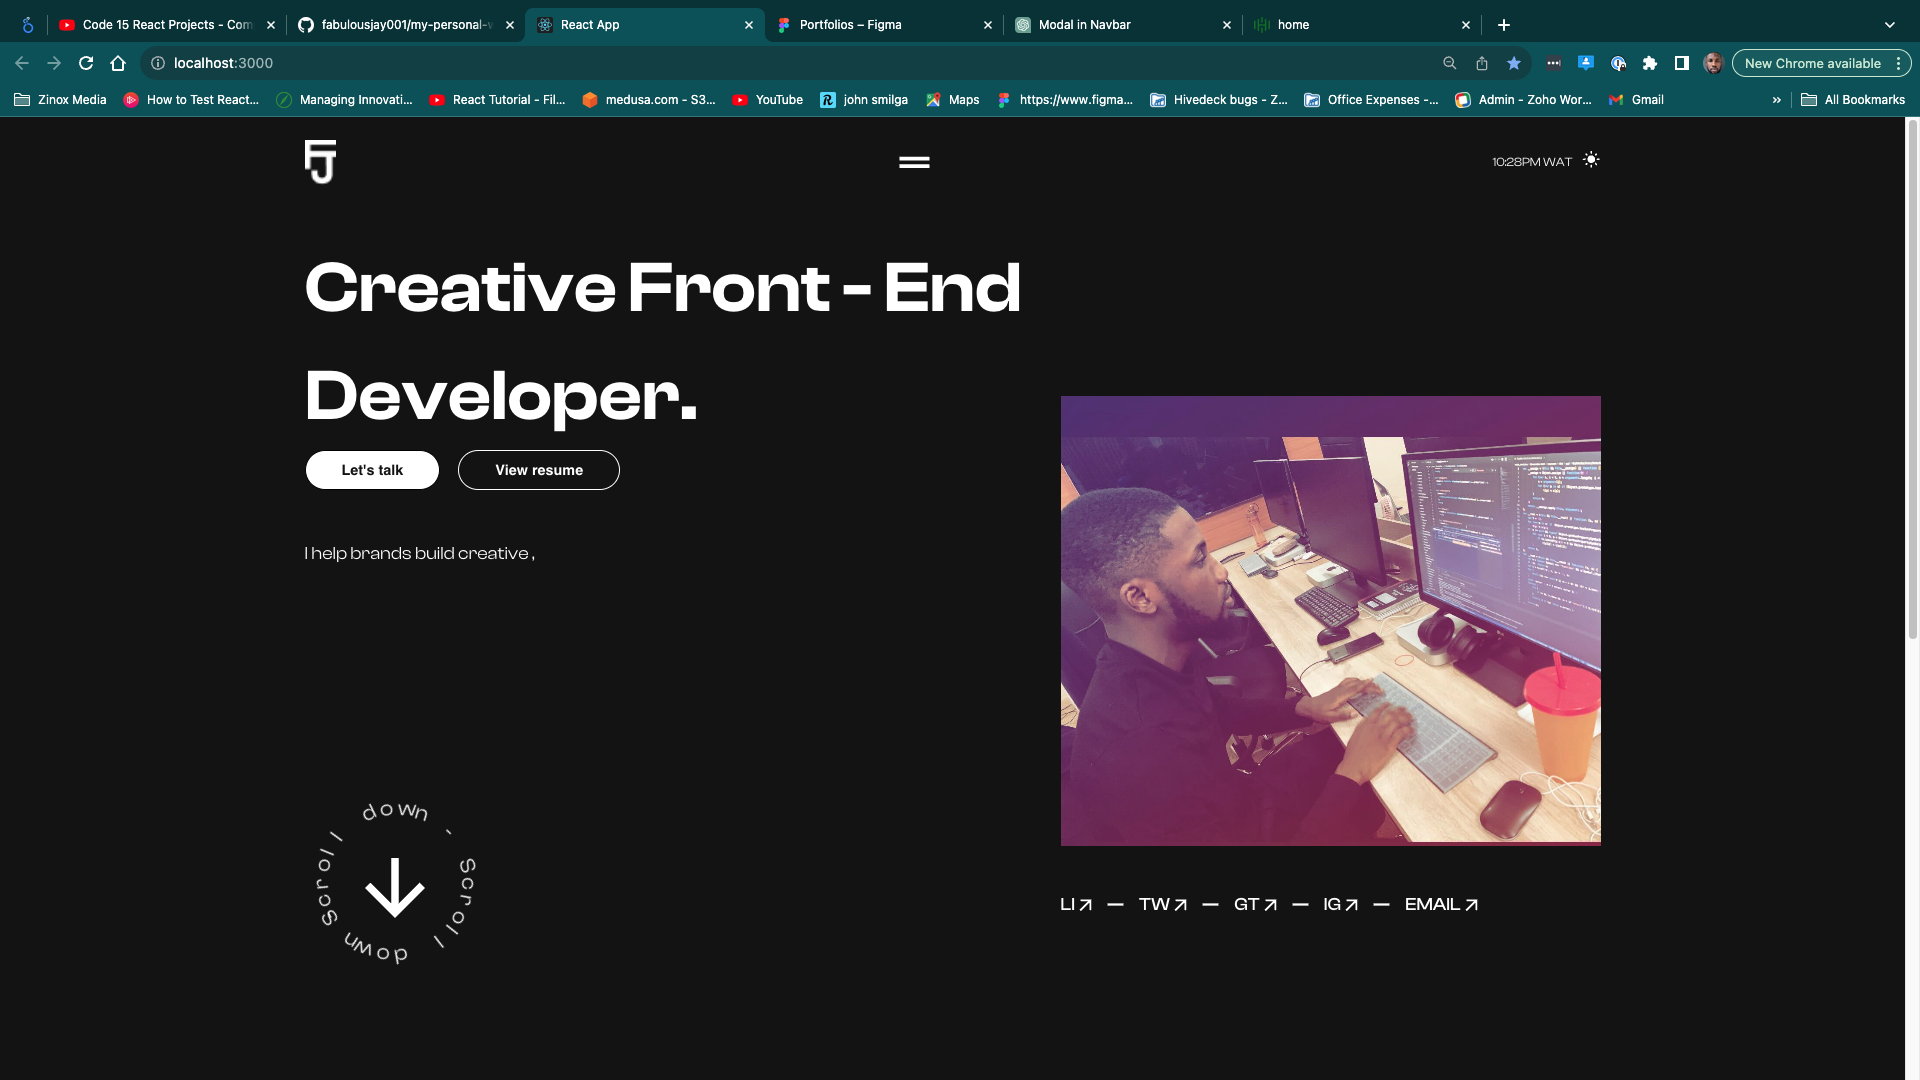 Code 15 React Projects - Com
fabulousjay001/my-personal-w
React App
Portfolios – Figma
Modal in Navbar
home
localhost:3000
New Chrome available
Zinox Media
How to Test React...
Managing Innovati...
React Tutorial - Fil...
medusa.com - S3...
YouTube
john smilga
Maps
https://www.figma...
Hivedeck bugs - Z...
Office Expenses -...
Admin - Zoho Wor...
Gmail
All Bookmarks
FJ
10:28PM WAT
Creative Front - End
Developer.
Let's talk
View resume
I help brands build creative ,
Scroll down - Scroll down
LI — TW — GT — IG — EMAIL